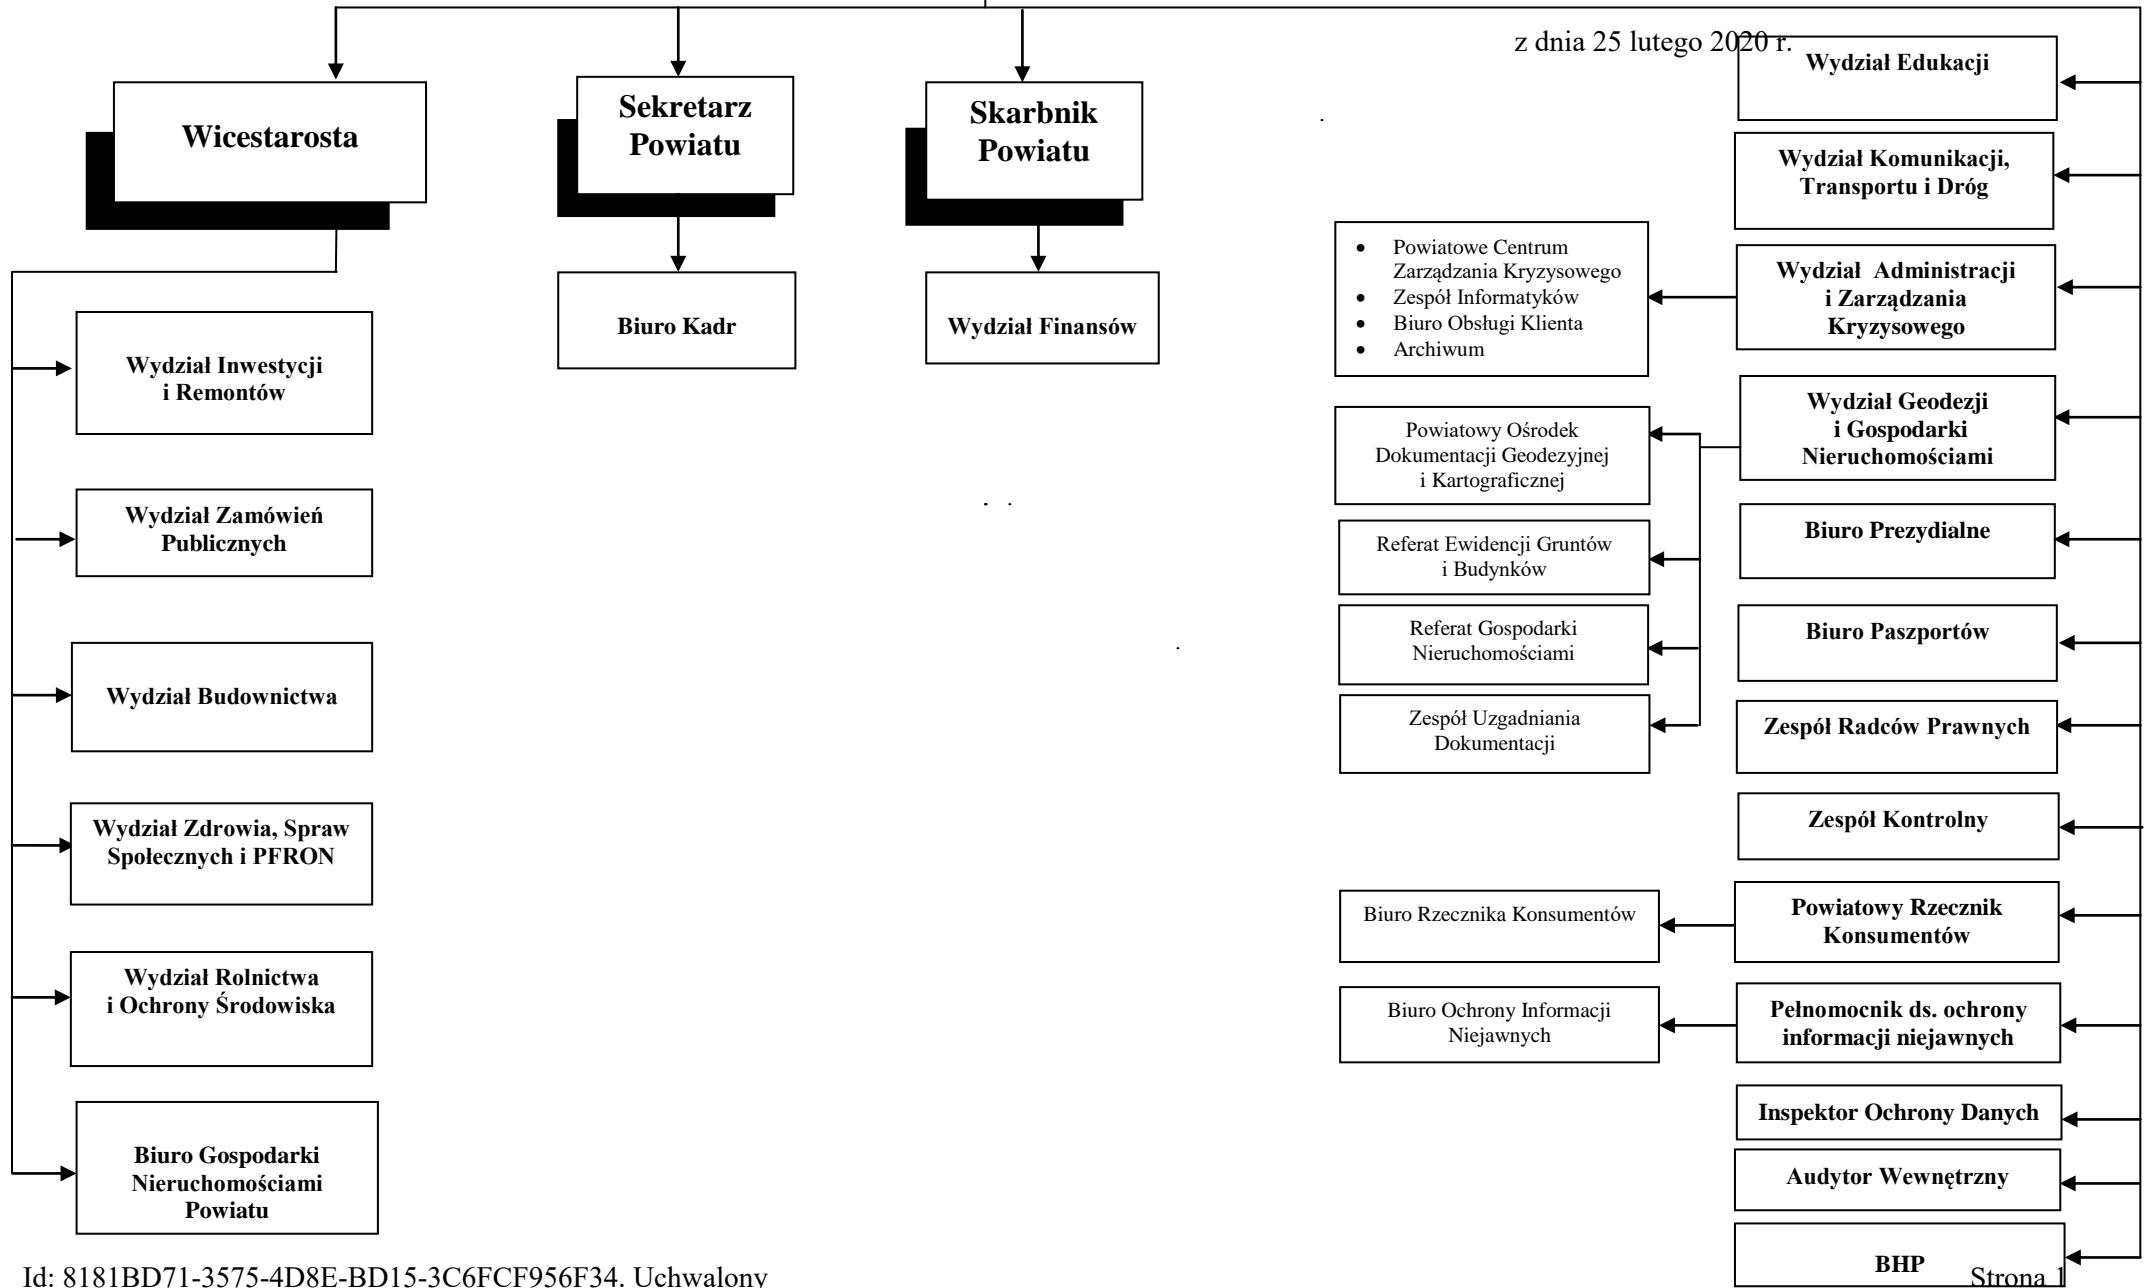 z dnia 25 lutego 2020 r.
Wicestarosta
Sekretarz
Powiatu
Skarbnik
Powiatu
Biuro Kadr
Wydział Finansów
Wydział Inwestycji
i Remontów
Wydział Zamówień
Publicznych
Wydział Budownictwa
Wydział Zdrowia, Spraw
Społecznych i PFRON
Wydział Rolnictwa
i Ochrony Środowiska
Biuro Gospodarki
Nieruchomościami
Powiatu
Wydział Edukacji
Wydział Komunikacji,
Transportu i Dróg
Wydział Administracji
i Zarządzania
Kryzysowego
• Powiatowe Centrum
Zarządzania Kryzysowego
• Zespół Informatyków
• Biuro Obsługi Klienta
• Archiwum
Wydział Geodezji
i Gospodarki
Nieruchomościami
Powiatowy Ośrodek
Dokumentacji Geodezyjnej
i Kartograficznej
Referat Ewidencji Gruntów
i Budynków
Referat Gospodarki
Nieruchomościami
Zespół Uzgadniania
Dokumentacji
Biuro Prezydialne
Biuro Paszportów
Zespół Radców Prawnych
Zespół Kontrolny
Powiatowy Rzecznik
Konsumentów
Biuro Rzecznika Konsumentów
Pełnomocnik ds. ochrony
informacji niejawnych
Biuro Ochrony Informacji
Niejawnych
Inspektor Ochrony Danych
Audytor Wewnętrzny
BHP
Id: 8181BD71-3575-4D8E-BD15-3C6FCF956F34. Uchwalony
Strona 1